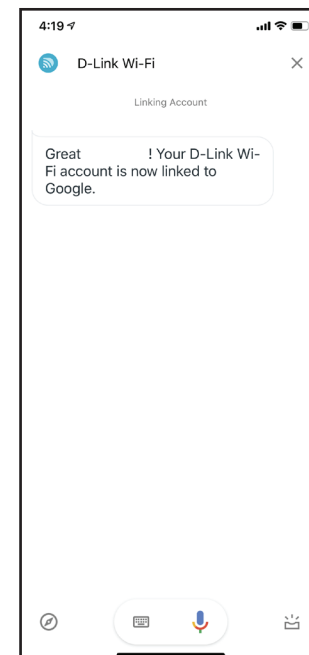 4:19
D-Link Wi-Fi
Linking Account
Great ! Your D-Link Wi-
Fi account is now linked to
Google.